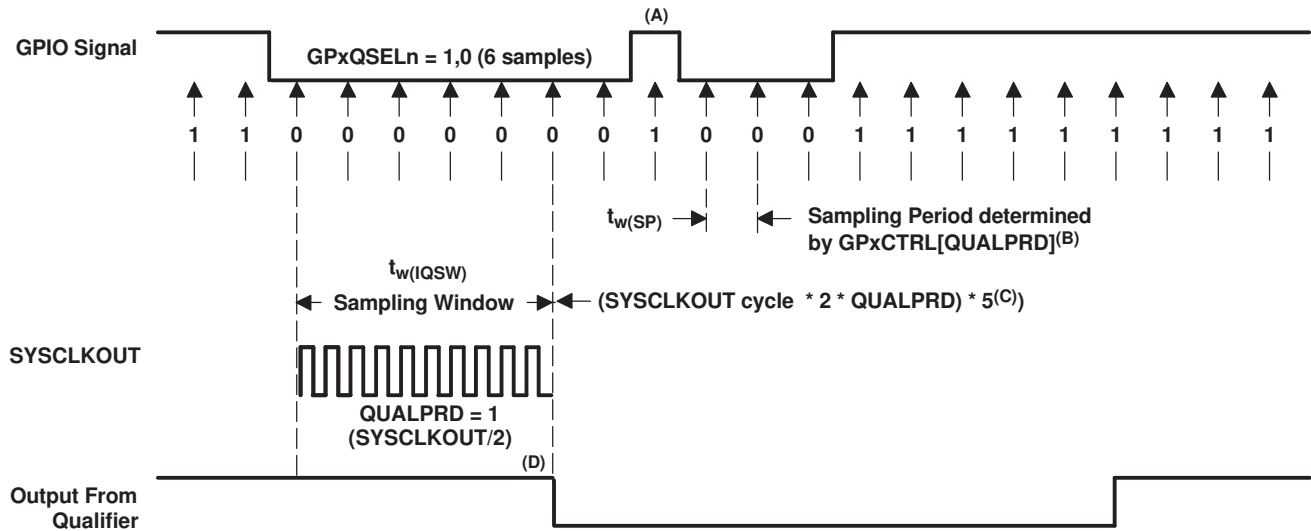 (A)
GPIO Signal
GPxQSELn = 1,0 (6 samples)
1 1 0 0 0 0 0 0 0 1 0 0 0 1 1 1 1 1 1 1 1 1
tw(SP)
Sampling Period determined
by GPxCTRL[QUALPRD](B)
tw(IQSW)
Sampling Window
(SYSCLKOUT cycle * 2 * QUALPRD) * 5(C))
SYSCLKOUT
QUALPRD = 1
(SYSCLKOUT/2)
(D)
Output From
Qualifier